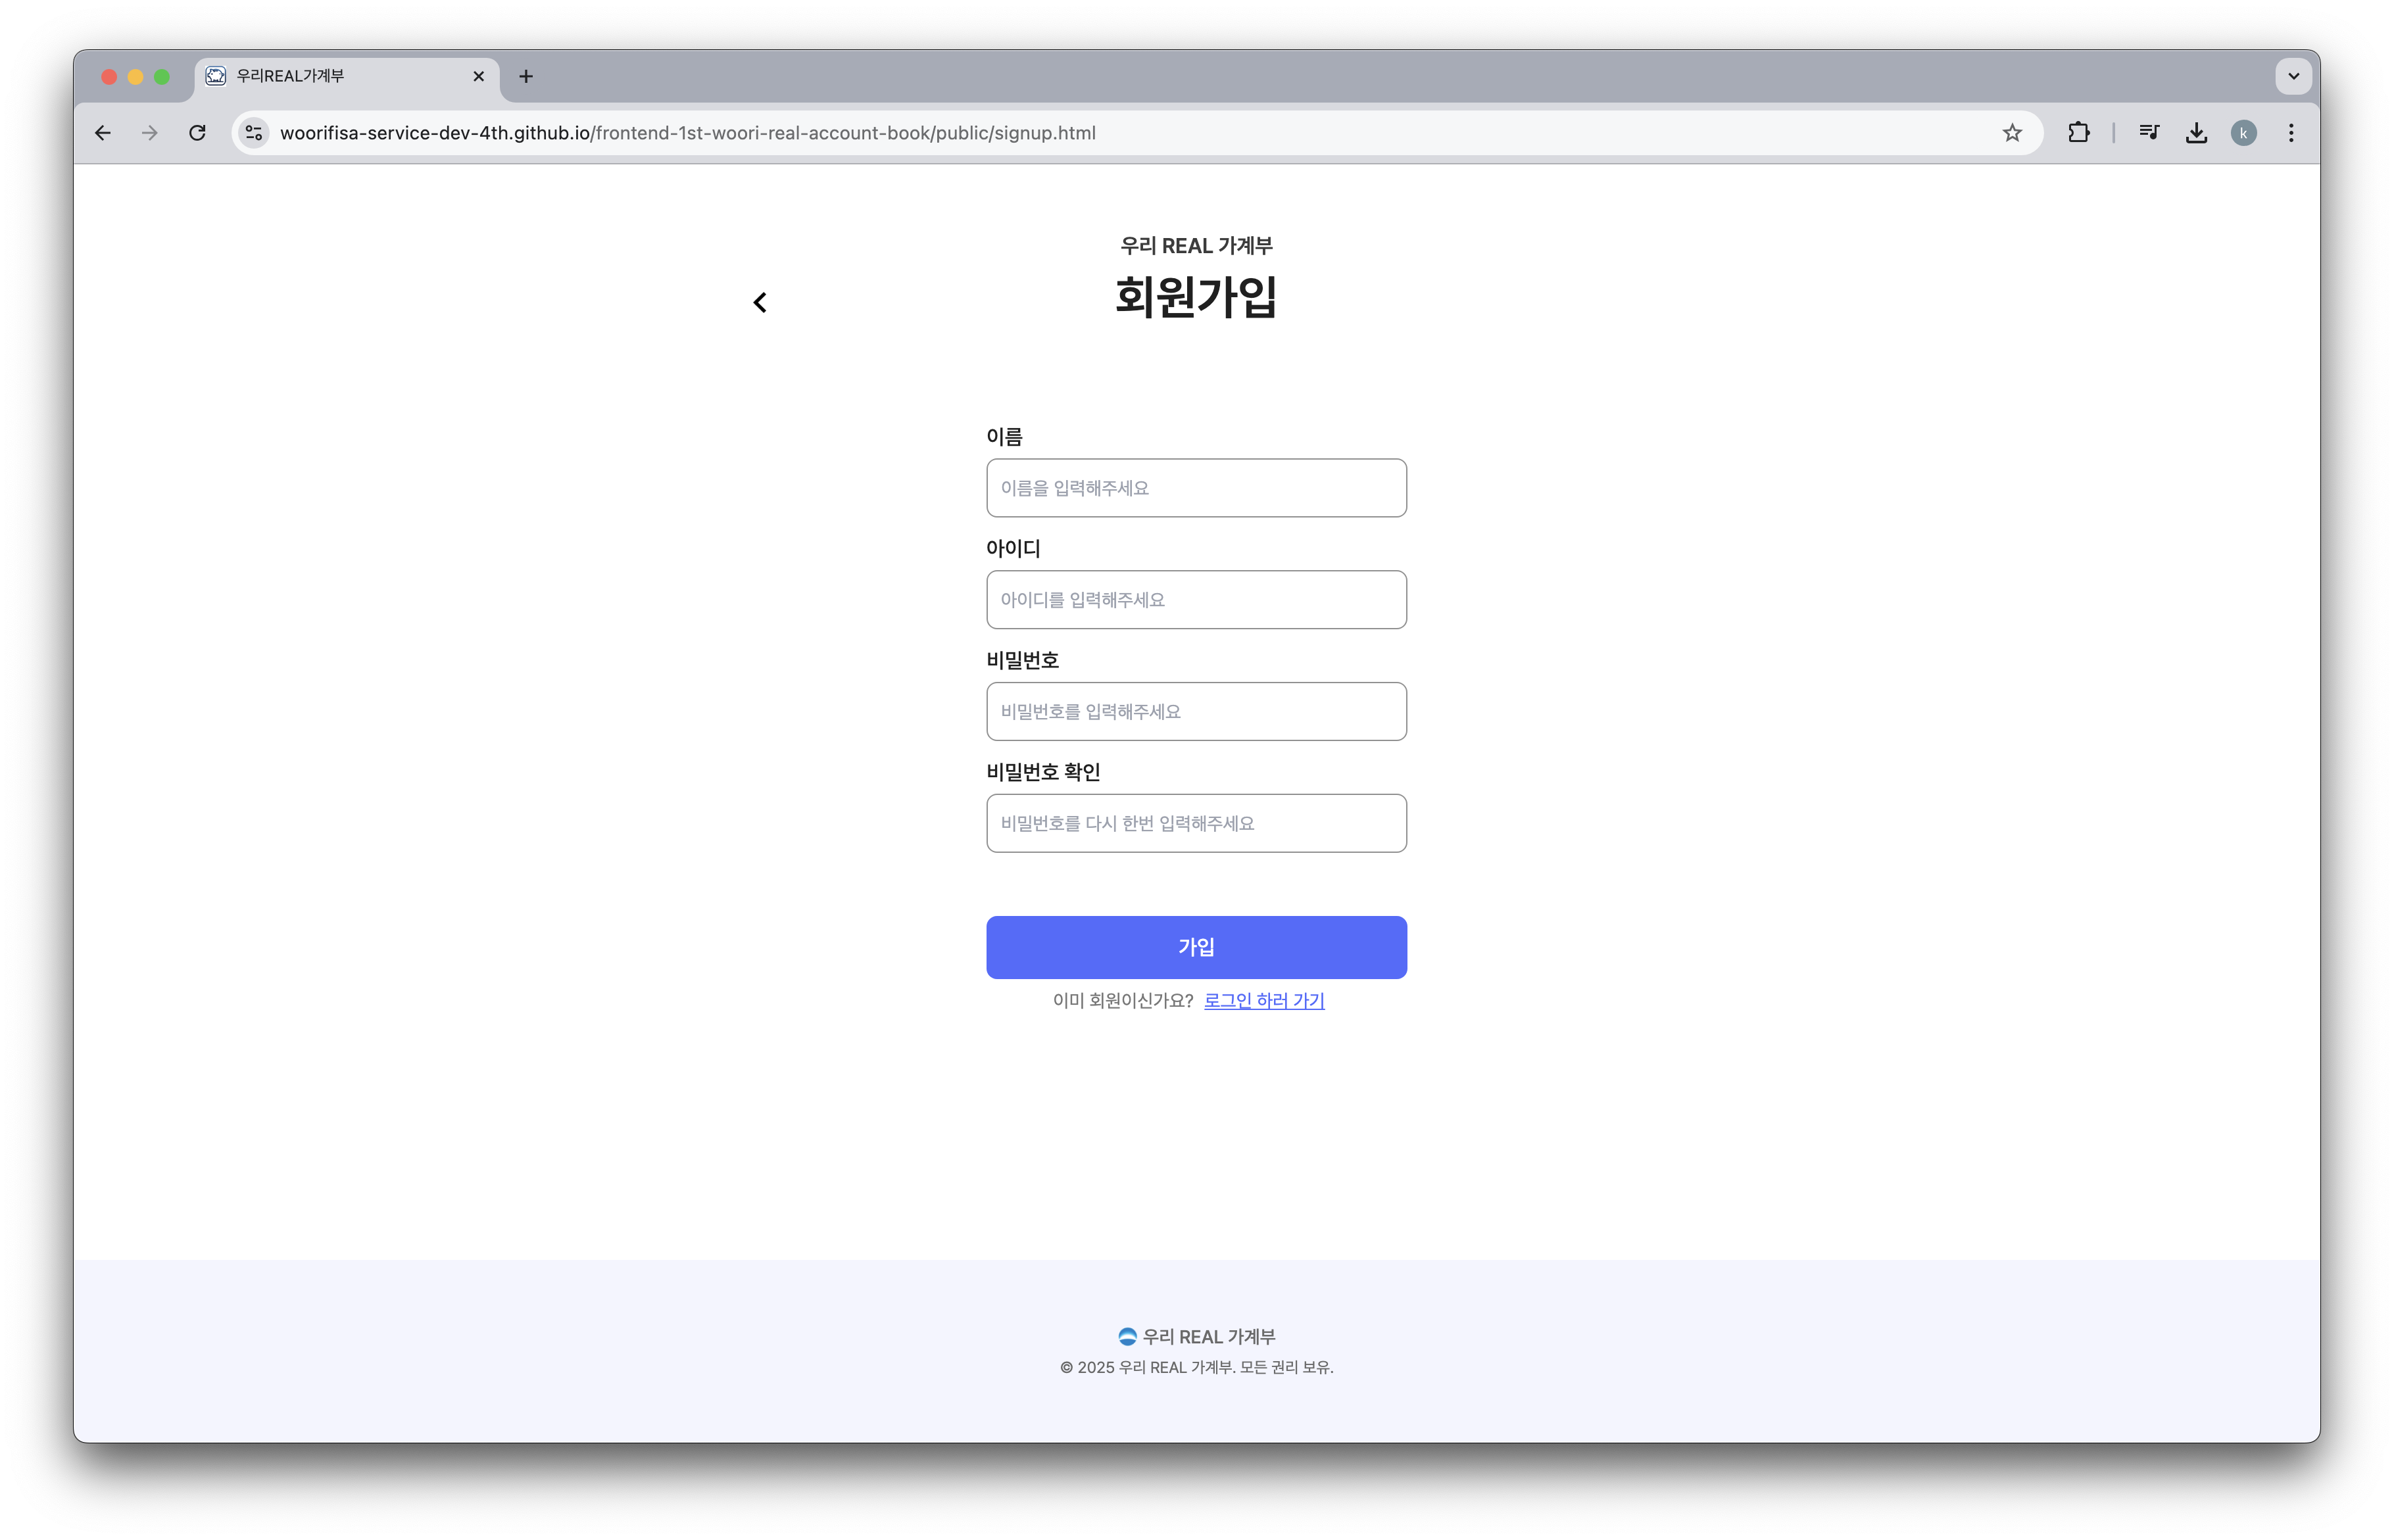 우리REAL가계부
woorifisa-service-dev-4th.github.io/frontend-1st-woori-real-account-book/public/signup.html
k
우리 REAL 가계부
회원가입
이름
이름을 입력해주세요
아이디
아이디를 입력해주세요
비밀번호
비밀번호를 입력해주세요
비밀번호 확인
비밀번호를 다시 한번 입력해주세요
가입
이미 회원이신가요? 로그인 하러 가기
우리 REAL 가계부
© 2025 우리 REAL 가계부. 모든 권리 보유.